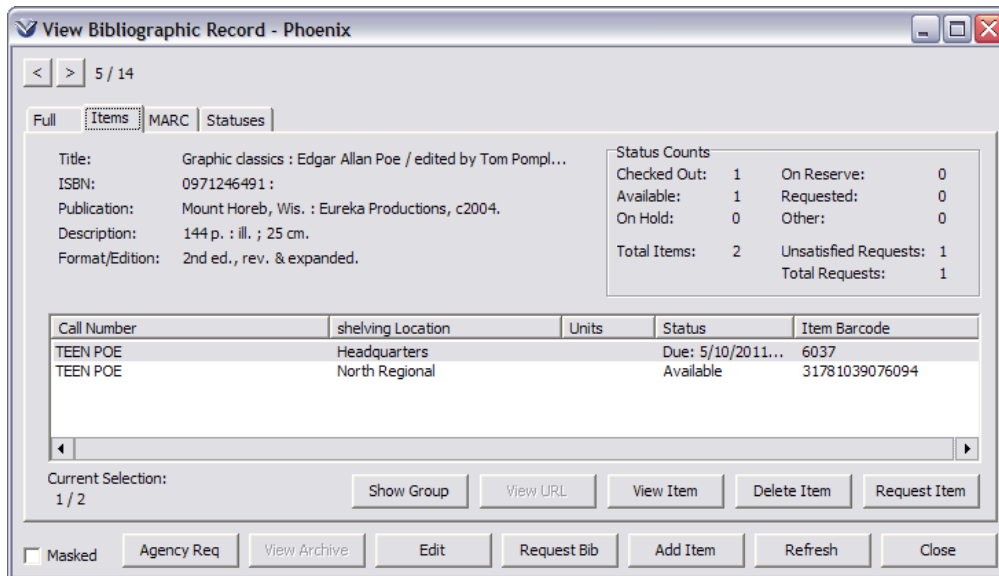 View Bibliographic Record - Phoenix
< > 5 / 14
Full Items MARC Statuses
Title: Graphic classics : Edgar Allan Poe / edited by Tom Pompl...
ISBN: 0971246491 :
Publication: Mount Horeb, Wis. : Eureka Productions, c2004.
Description: 144 p. : ill. ; 25 cm.
Format/Edition: 2nd ed., rev. & expanded.
Status Counts
Checked Out: 1 On Reserve: 0
Available: 1 Requested: 0
On Hold: 0 Other: 0
Total Items: 2 Unsatisfied Requests: 1
Total Requests: 1
Call Number shelving Location Units Status Item Barcode
TEEN POE Headquarters Due: 5/10/2011... 6037
TEEN POE North Regional Available 31781039076094
Current Selection:
1 / 2
Show Group View URL View Item Delete Item Request Item
Masked Agency Req View Archive Edit Request Bib Add Item Refresh Close